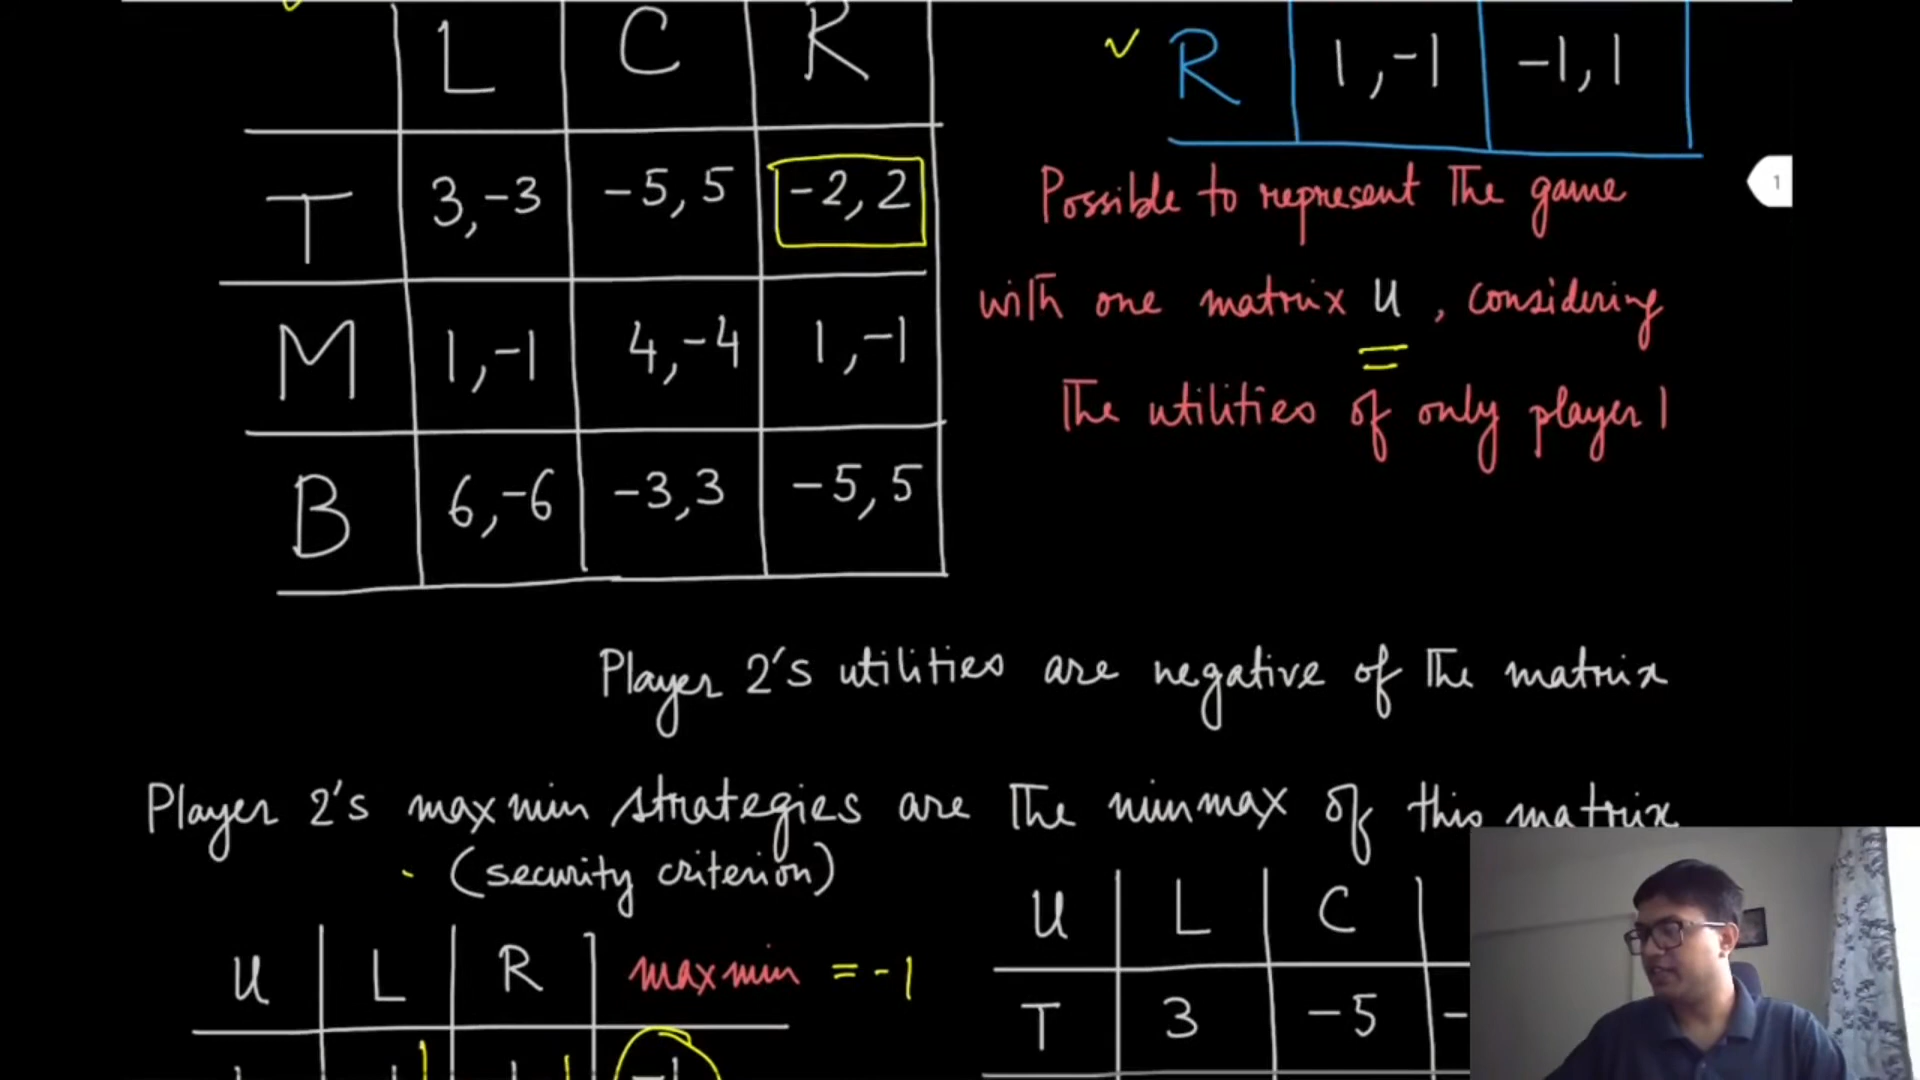 L C R
T 3,-3 -5,5 -2,2
M 1,-1 4,-4 1,-1
B 6,-6 -3,3 -5,5
R 1,-1 -1,1
1
Possible to represent the game
with one matrix u, considering
the utilities of only player 1
Player 2's utilities are negative of the matrix
Player 2's maxmin strategies are the minmax of this matrix
(security criterion)
u L R maxmin = -1
u L C
T 3 -5 -